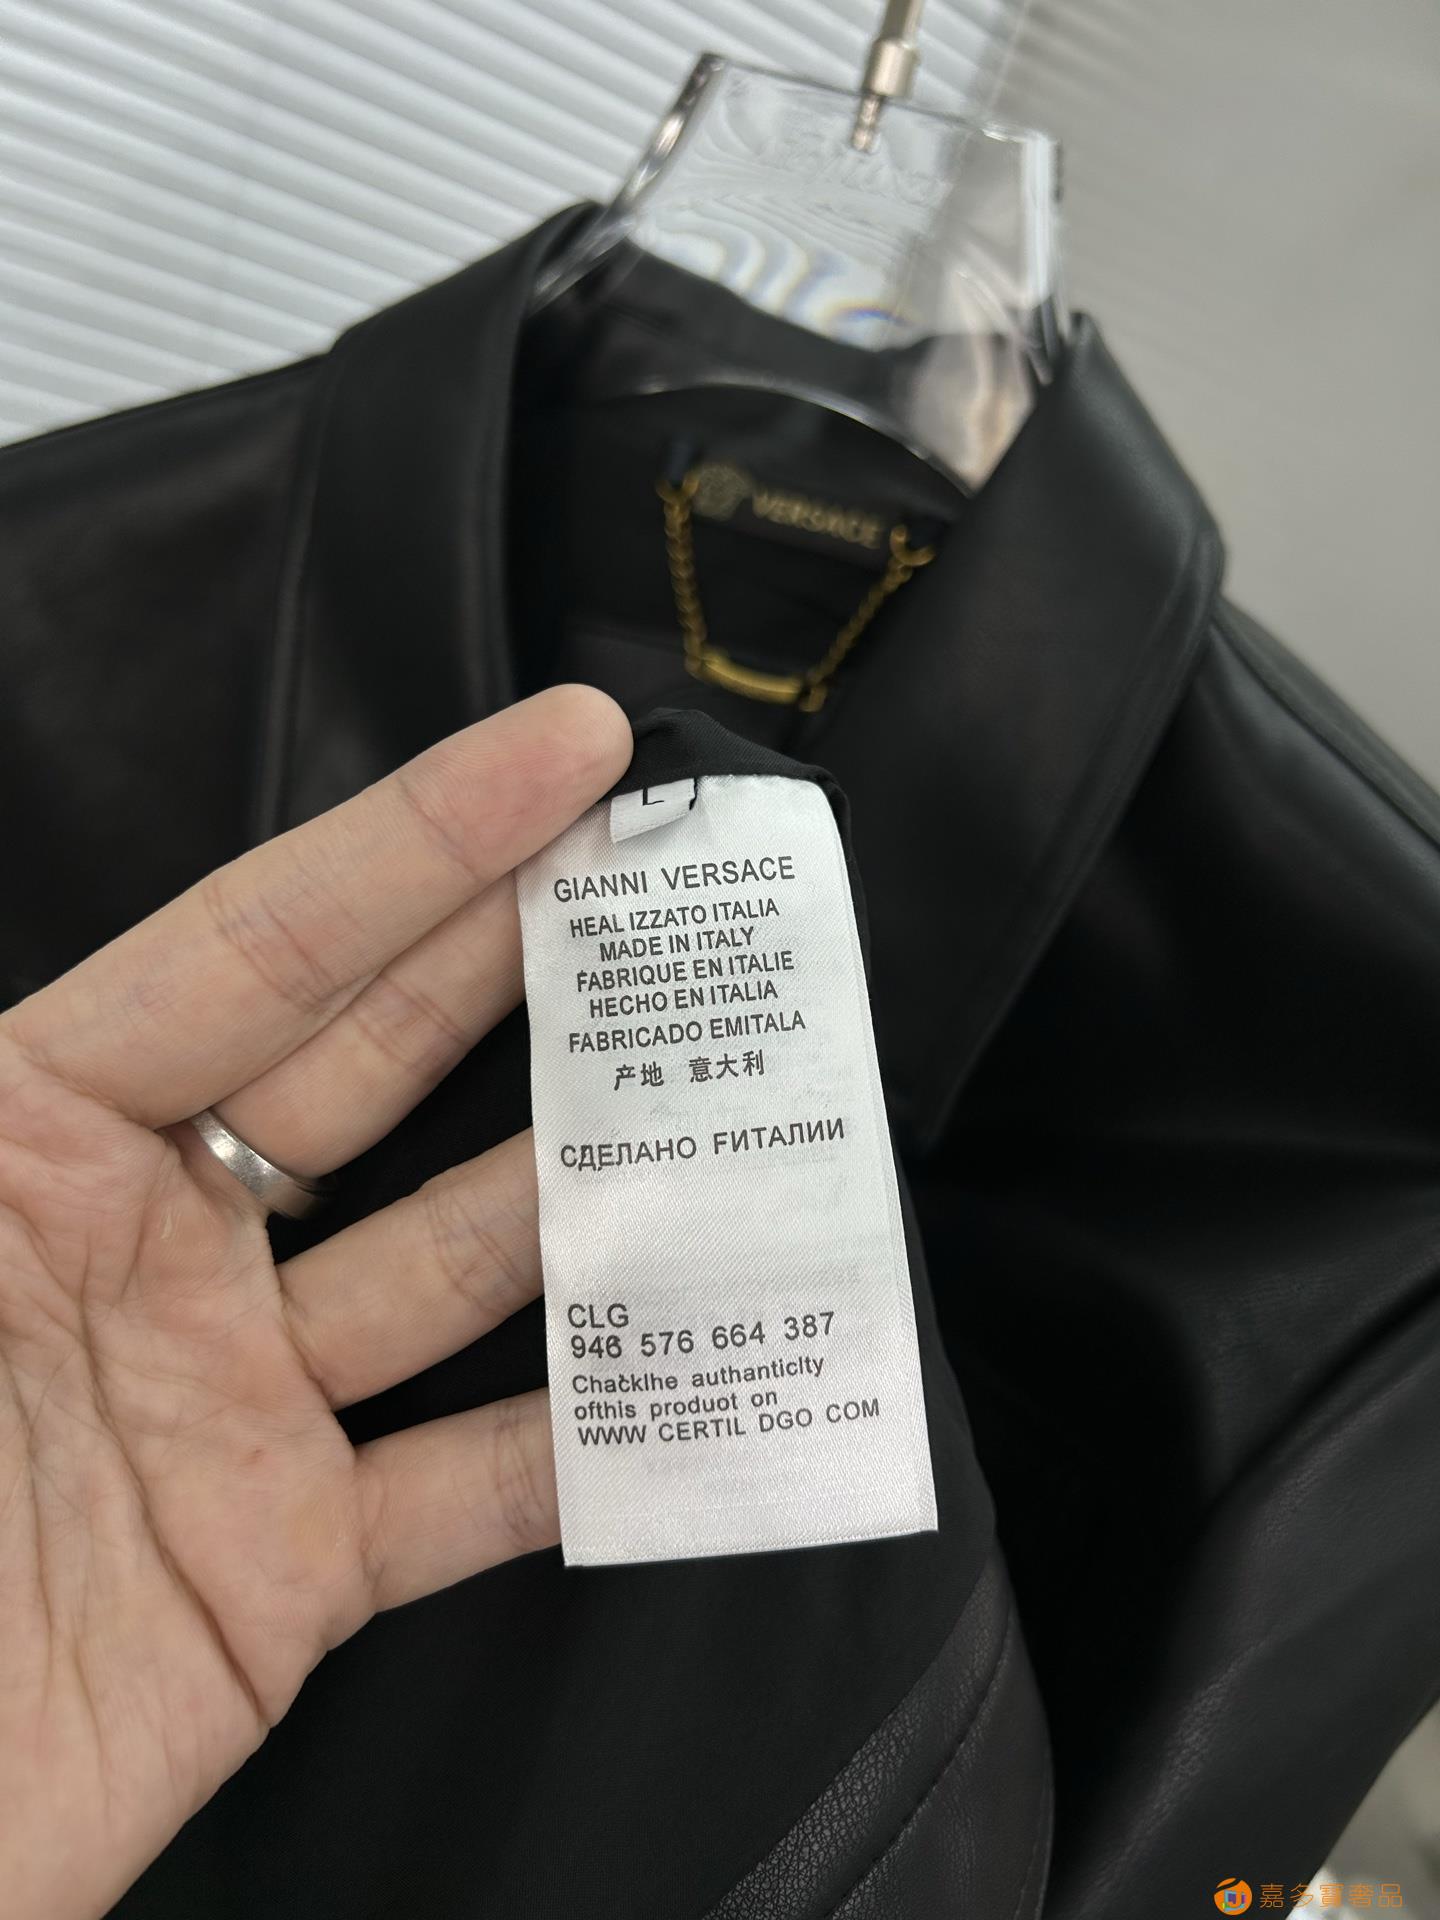 VERSACE
L
GIANNI VERSACE
HEAL IZZATO ITALIA
MADE IN ITALY
FABRIQUE EN ITALIE
HECHO EN ITALIA
FABRICADO EMITALA
产地 意大利
СДЕЛАНО FИТАЛИИ
CLG
946 576 664 387
Chacklhe authanticlty
ofthis produot on
WWW CERTIL DGO COM
嘉多寶奢品